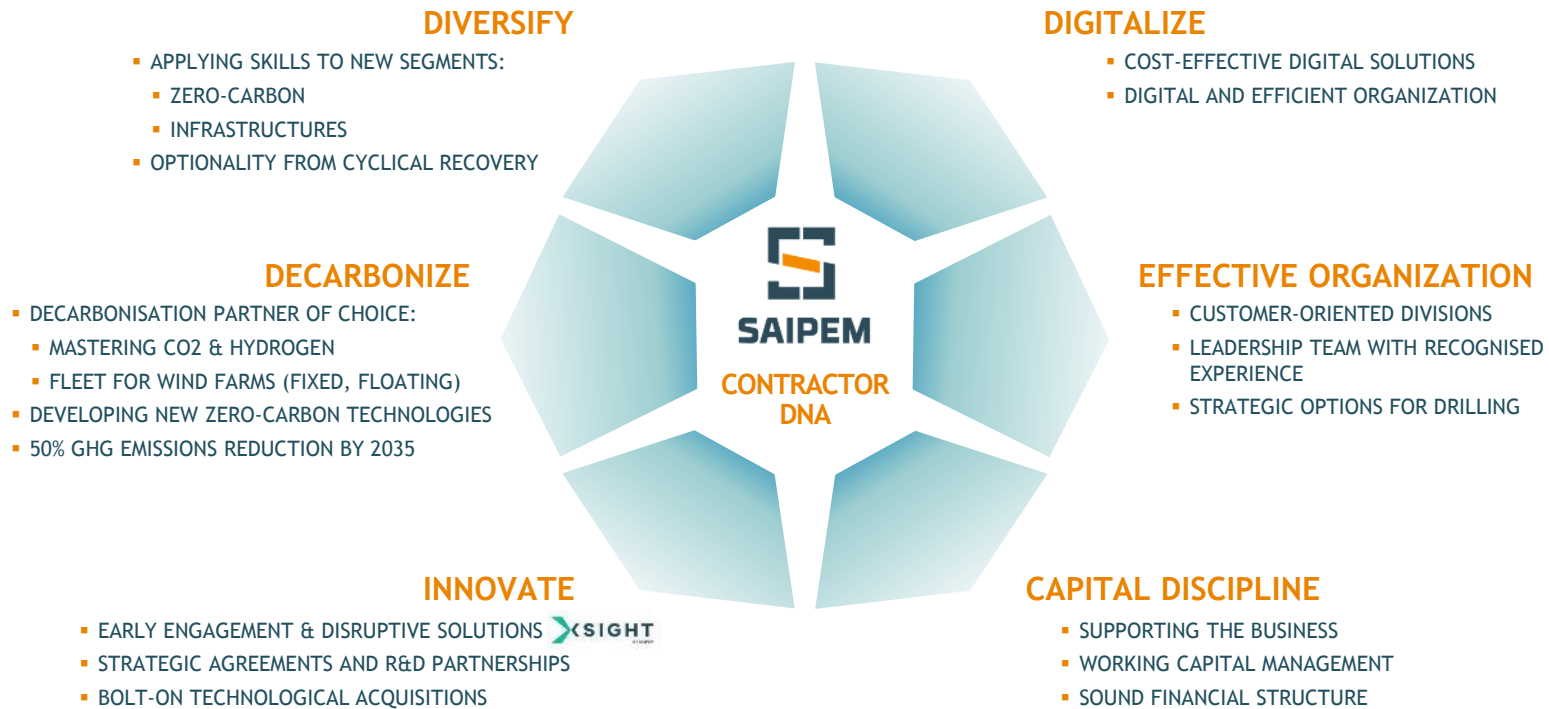 DIVERSIFY
▪ APPLYING SKILLS TO NEW SEGMENTS:
▪ ZERO-CARBON
▪ INFRASTRUCTURES
▪ OPTIONALITY FROM CYCLICAL RECOVERY
DIGITALIZE
▪ COST-EFFECTIVE DIGITAL SOLUTIONS
▪ DIGITAL AND EFFICIENT ORGANIZATION
DECARBONIZE
▪ DECARBONISATION PARTNER OF CHOICE:
▪ MASTERING CO2 & HYDROGEN
▪ FLEET FOR WIND FARMS (FIXED, FLOATING)
▪ DEVELOPING NEW ZERO-CARBON TECHNOLOGIES
▪ 50% GHG EMISSIONS REDUCTION BY 2035
SAIPEM
CONTRACTOR
DNA
EFFECTIVE ORGANIZATION
▪ CUSTOMER-ORIENTED DIVISIONS
▪ LEADERSHIP TEAM WITH RECOGNISED
EXPERIENCE
▪ STRATEGIC OPTIONS FOR DRILLING
INNOVATE
▪ EARLY ENGAGEMENT & DISRUPTIVE SOLUTIONS XSIGHT
▪ STRATEGIC AGREEMENTS AND R&D PARTNERSHIPS
▪ BOLT-ON TECHNOLOGICAL ACQUISITIONS
CAPITAL DISCIPLINE
▪ SUPPORTING THE BUSINESS
▪ WORKING CAPITAL MANAGEMENT
▪ SOUND FINANCIAL STRUCTURE